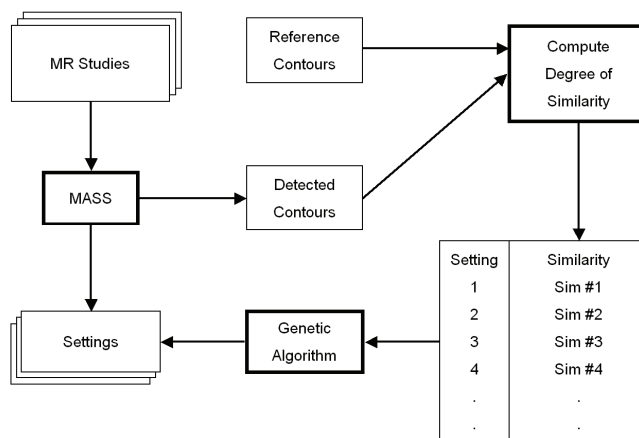 MR Studies
Reference
Contours
Compute
Degree of
Similarity
MASS
Detected
Contours
Setting Similarity
1 Sim #1
2 Sim #2
3 Sim #3
4 Sim #4
. .
. .
Genetic
Algorithm
Settings